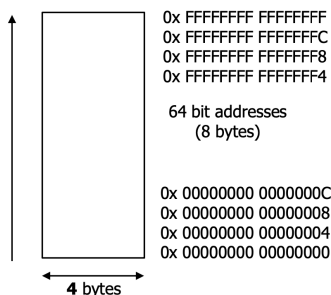 0x FFFFFFFF FFFFFFFF
0x FFFFFFFF FFFFFFFC
0x FFFFFFFF FFFFFFF8
0x FFFFFFFF FFFFFFF4
64 bit addresses
(8 bytes)
0x 00000000 0000000C
0x 00000000 00000008
0x 00000000 00000004
0x 00000000 00000000
4 bytes